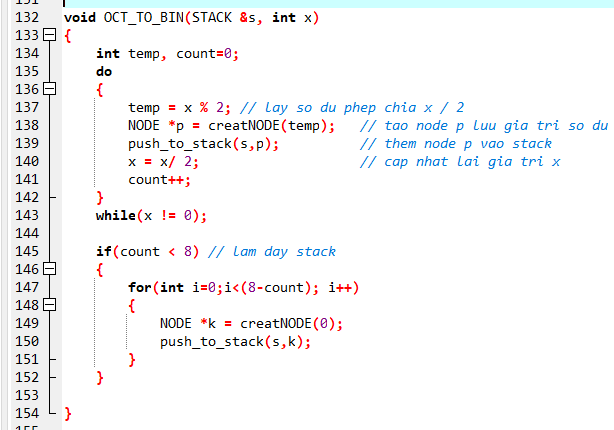 132 void OCT_TO_BIN(STACK &s, int x)
133 {
134 int temp, count=0;
135 do
136 {
137 temp = x % 2; // lay so du phep chia x / 2
138 NODE *p = creatNODE(temp); // tao node p luu gia tri so du
139 push_to_stack(s,p); // them node p vao stack
140 x = x/ 2; // cap nhat lai gia tri x
141 count++;
142 }
143 while(x != 0);
144
145 if(count < 8) // lam day stack
146 {
147 for(int i=0;i<(8-count); i++)
148 {
149 NODE *k = creatNODE(0);
150 push_to_stack(s,k);
151 }
152 }
153
154 }